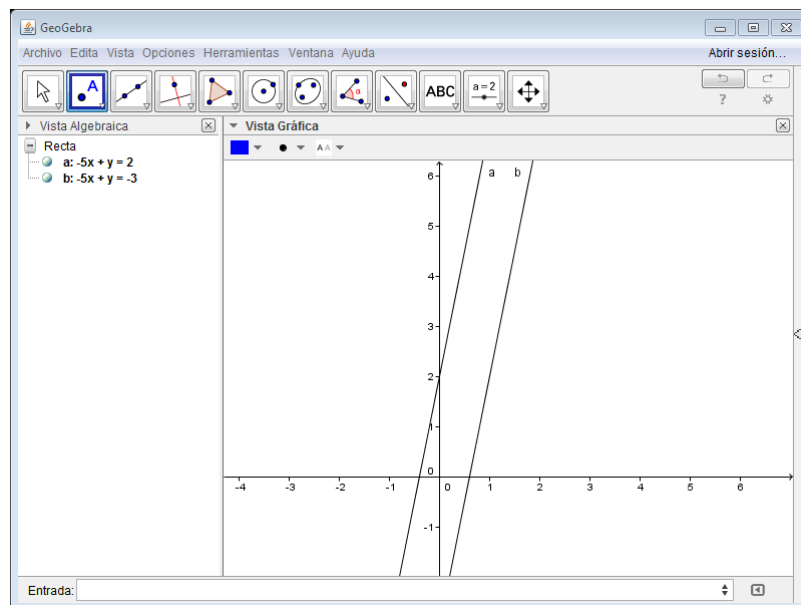 GeoGebra
Archivo Edita Vista Opciones Herramientas Ventana Ayuda
Abrir sesión...
A
α
ABC
a=2
?
Vista Algebraica
Vista Gráfica
A A
Recta
a: -5x + y = 2
b: -5x + y = -3
a b
6
5
4
3
2
1
0
-4 -3 -2 -1 0 1 2 3 4 5 6
-1
Entrada: